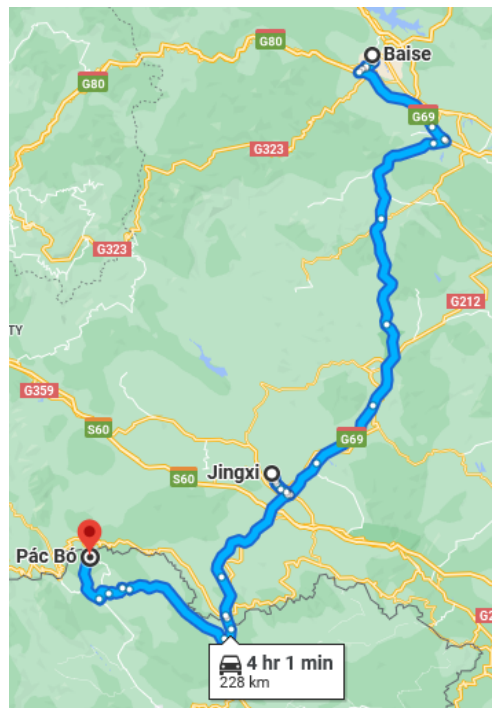 G80
Baise
G80
G69
G323
G323
G212
TY
G359
G69
S60
Jingxi
S60
Pác Bó
G2
4 hr 1 min
228 km